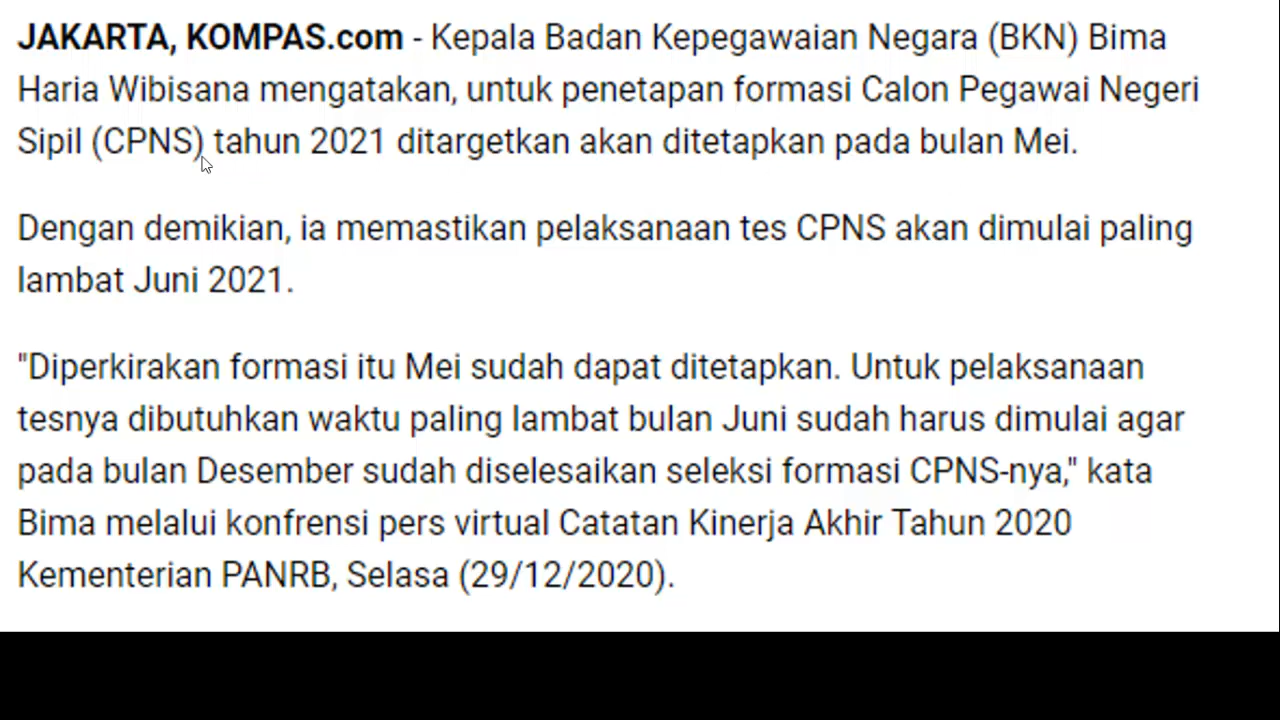 JAKARTA, KOMPAS.com - Kepala Badan Kepegawaian Negara (BKN) Bima
Haria Wibisana mengatakan, untuk penetapan formasi Calon Pegawai Negeri
Sipil (CPNS) tahun 2021 ditargetkan akan ditetapkan pada bulan Mei.
Dengan demikian, ia memastikan pelaksanaan tes CPNS akan dimulai paling
lambat Juni 2021.
"Diperkirakan formasi itu Mei sudah dapat ditetapkan. Untuk pelaksanaan
tesnya dibutuhkan waktu paling lambat bulan Juni sudah harus dimulai agar
pada bulan Desember sudah diselesaikan seleksi formasi CPNS-nya," kata
Bima melalui konfrensi pers virtual Catatan Kinerja Akhir Tahun 2020
Kementerian PANRB, Selasa (29/12/2020).